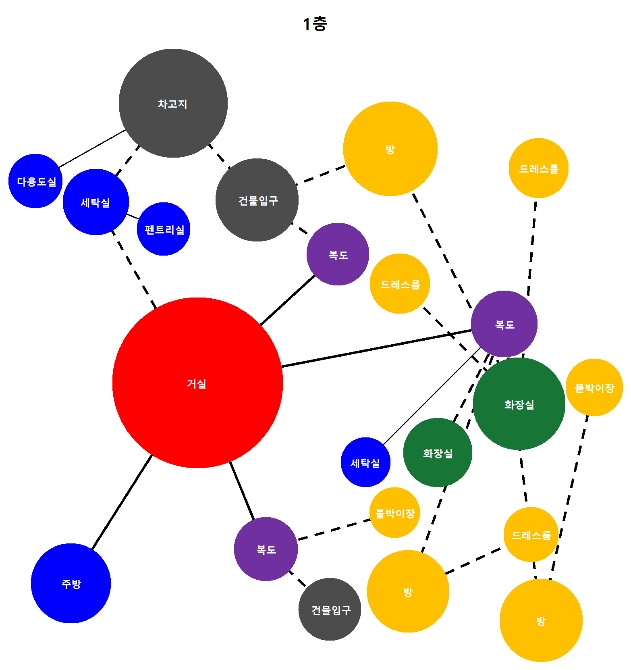 1층
차고지
방
드레스룸
다용도실
세탁실
건물입구
펜트리실
복도
드레스룸
복도
거실
붙박이장
화장실
화장실
세탁실
붙박이장
드레스룸
복도
주방
방
건물입구
방